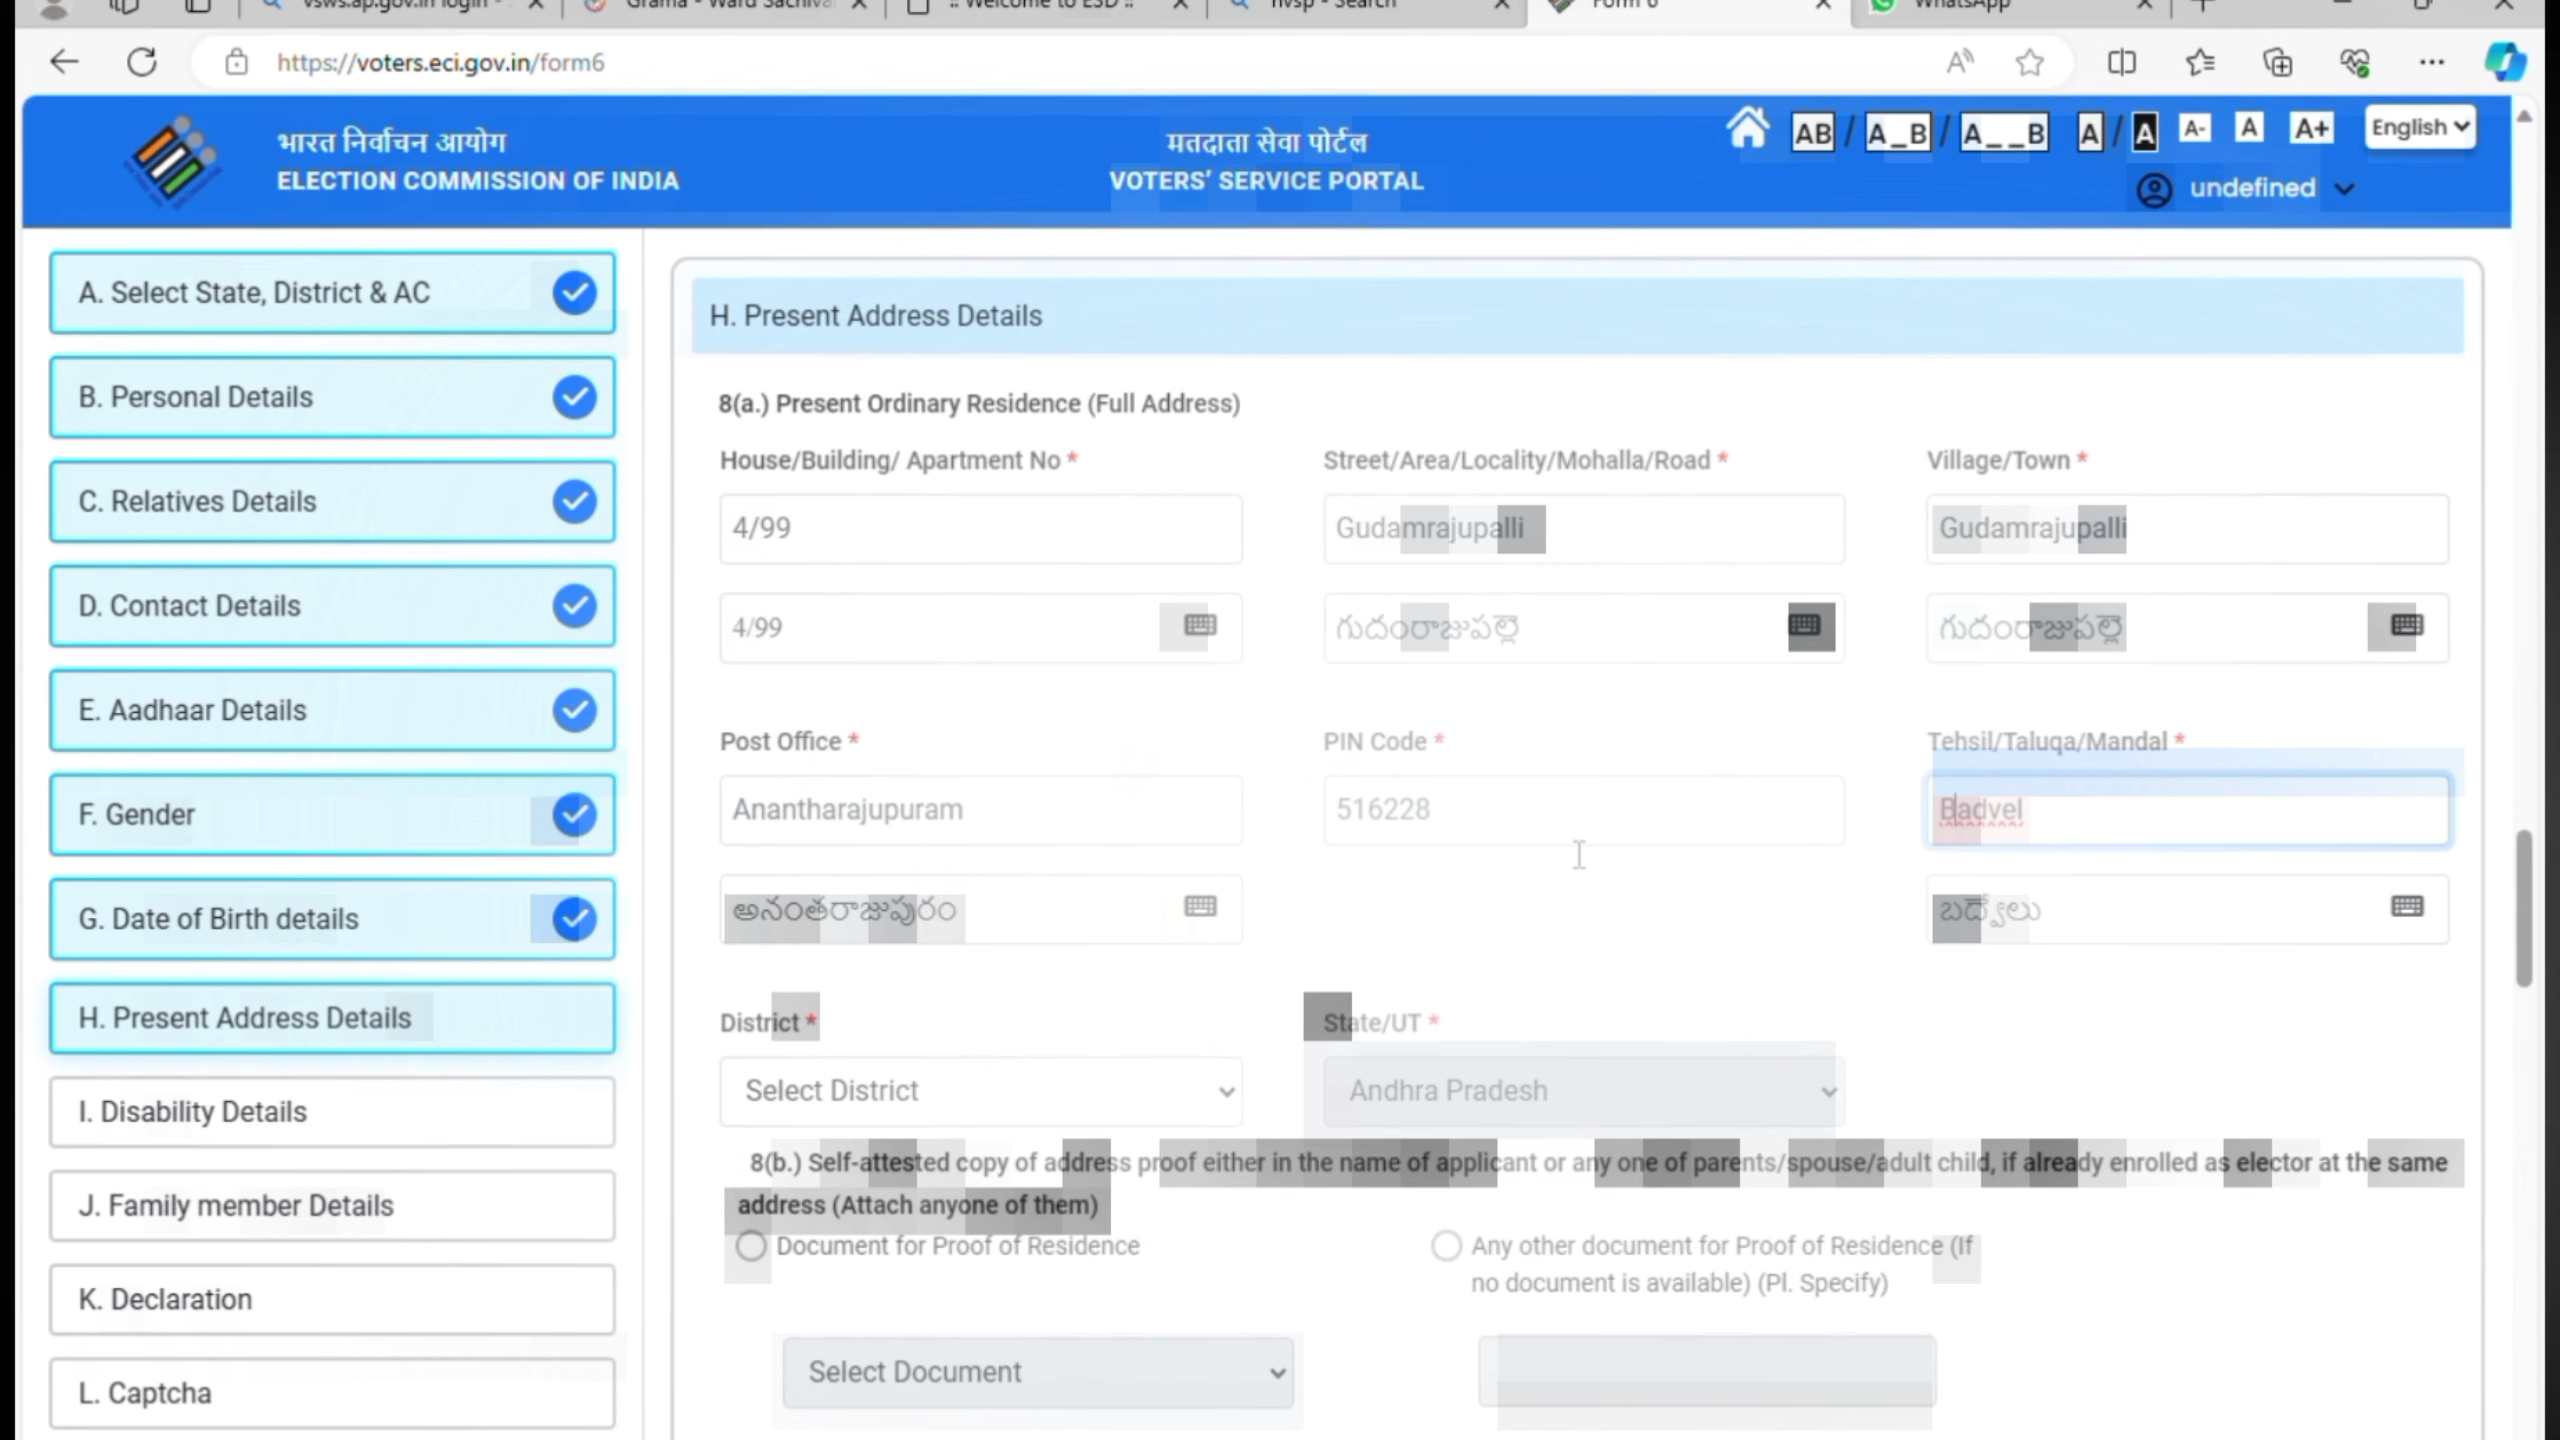 vsws.ap.gov.in login -
Grama - Ward Sachiva
:: Welcome to ESD ::
nvsp - Search
Form 6
WhatsApp
https://voters.eci.gov.in/form6
भारत निर्वाचन आयोग
ELECTION COMMISSION OF INDIA
मतदाता सेवा पोर्टल
VOTERS' SERVICE PORTAL
AB / A_B / A__B A / A A- A A+ English
undefined
A. Select State, District & AC
B. Personal Details
C. Relatives Details
D. Contact Details
E. Aadhaar Details
F. Gender
G. Date of Birth details
H. Present Address Details
I. Disability Details
J. Family member Details
K. Declaration
L. Captcha
H. Present Address Details
8(a.) Present Ordinary Residence (Full Address)
House/Building/ Apartment No * Street/Area/Locality/Mohalla/Road * Village/Town *
4/99 Gudamrajupalli Gudamrajupalli
4/99 గుదంరాజుపల్లె గుదంరాజుపల్లె
Post Office * PIN Code * Tehsil/Taluqa/Mandal *
Anantharajupuram 516228 Badvel
అనంతరాజుపురం బద్వేలు
District * State/UT *
Select District Andhra Pradesh
8(b.) Self-attested copy of address proof either in the name of applicant or any one of parents/spouse/adult child, if already enrolled as elector at the same
address (Attach anyone of them)
Document for Proof of Residence
Any other document for Proof of Residence (If
no document is available) (Pl. Specify)
Select Document